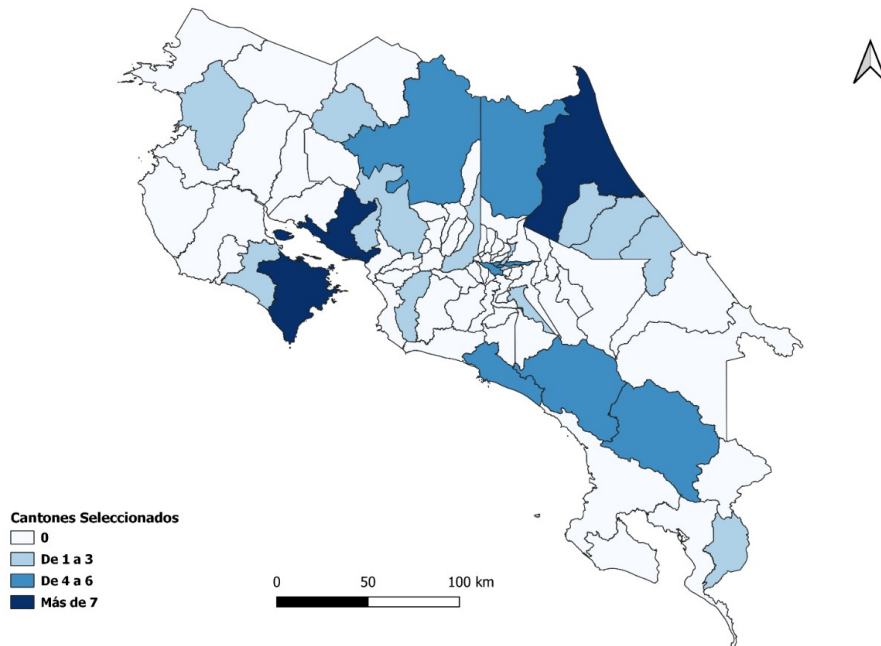 Cantones Seleccionados
0
De 1 a 3
De 4 a 6
Más de 7
0 50 100 km